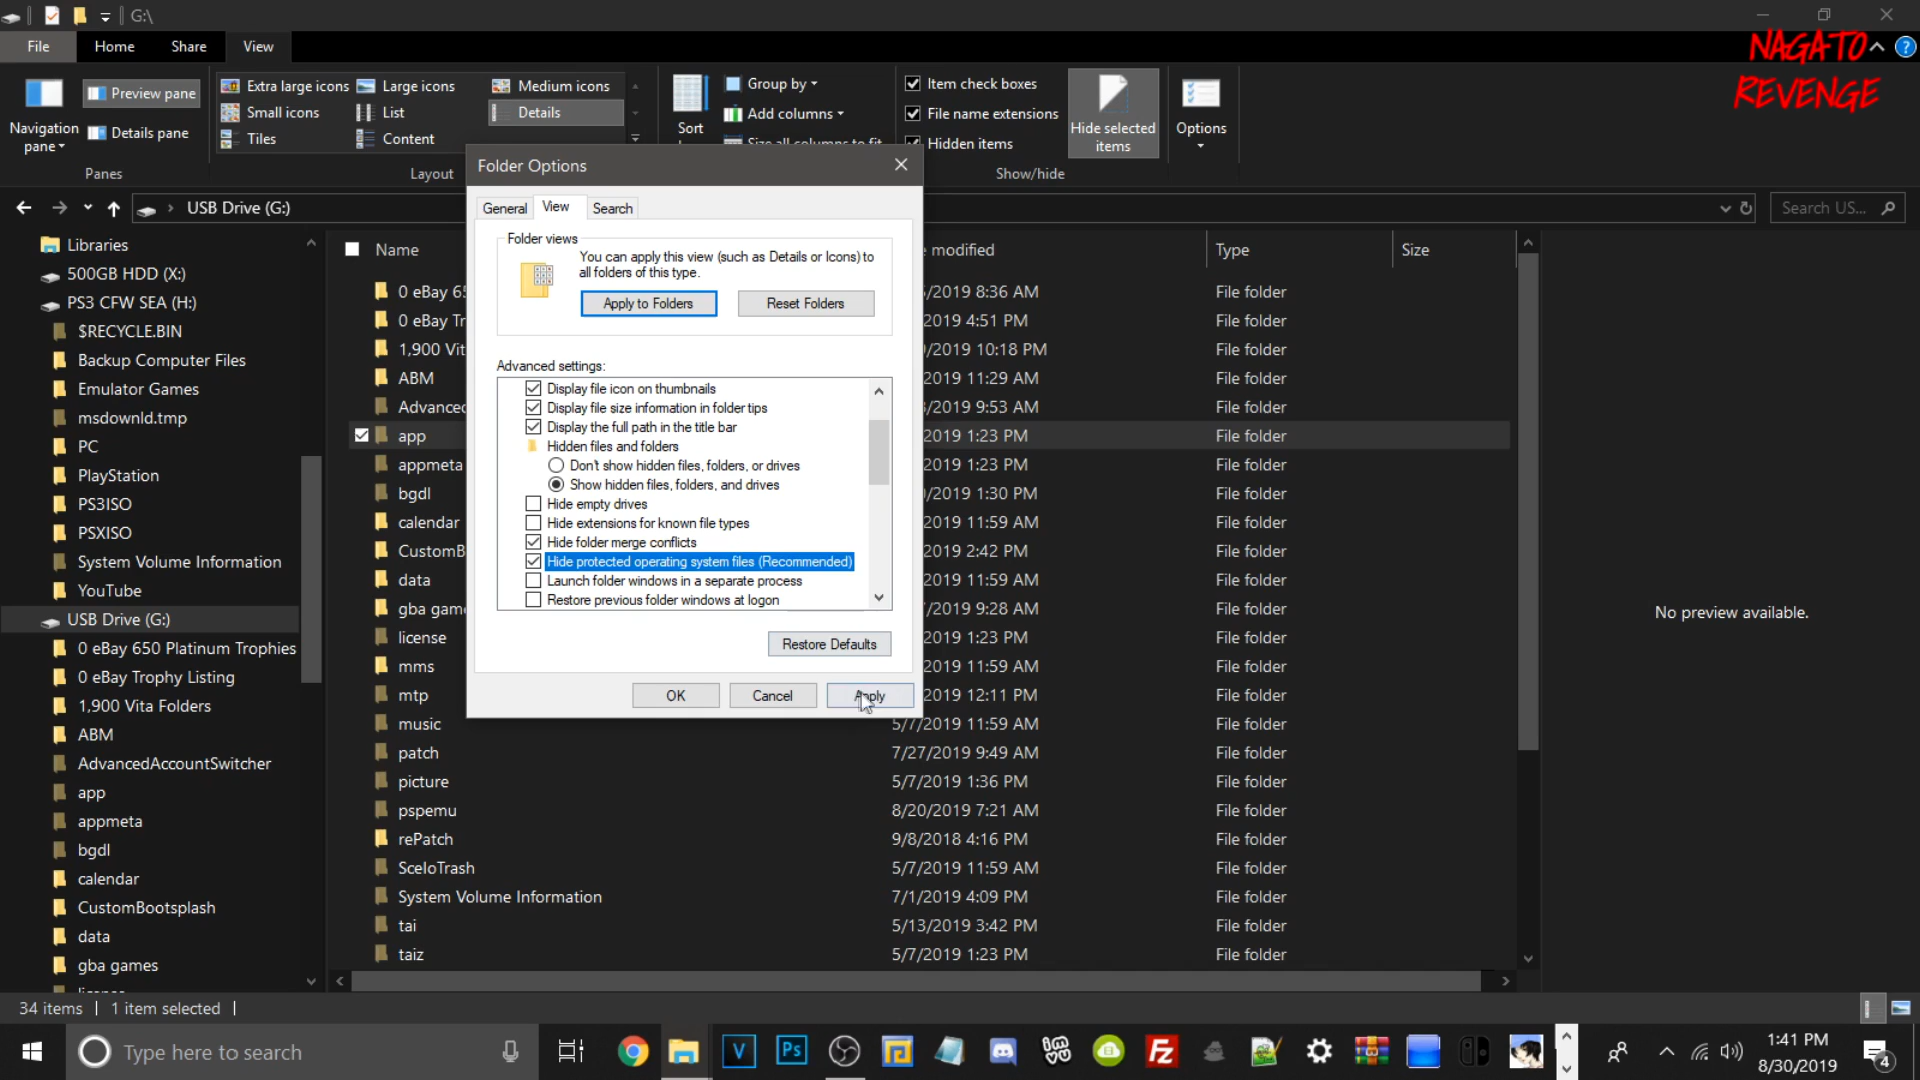 G:\
File Home Share View
NAGATO
REVENGE
Navigation
pane
Preview pane
Details pane
Panes
Extra large icons Large icons Medium icons
Small icons List Details
Tiles Content
Layout
Sort
Group by
Add columns
Size all columns to fit
Item check boxes
File name extensions
Hidden items
Hide selected
items
Show/hide
Options
USB Drive (G:)
Search US...
Libraries
500GB HDD (X:)
PS3 CFW SEA (H:)
$RECYCLE.BIN
Backup Computer Files
Emulator Games
msdownld.tmp
PC
PlayStation
PS3ISO
PSXISO
System Volume Information
YouTube
USB Drive (G:)
0 eBay 650 Platinum Trophies
0 eBay Trophy Listing
1,900 Vita Folders
ABM
AdvancedAccountSwitcher
app
appmeta
bgdl
calendar
CustomBootsplash
data
gba games
Folder Options
General View Search
Folder views
You can apply this view (such as Details or Icons) to
all folders of this type.
Apply to Folders Reset Folders
Advanced settings:
Display file icon on thumbnails
Display file size information in folder tips
Display the full path in the title bar
Hidden files and folders
Don't show hidden files, folders, or drives
Show hidden files, folders, and drives
Hide empty drives
Hide extensions for known file types
Hide folder merge conflicts
Hide protected operating system files (Recommended)
Launch folder windows in a separate process
Restore previous folder windows at logon
Restore Defaults
OK Cancel Apply
Name modified Type Size
0 eBay 6 /2019 8:36 AM File folder
0 eBay Tr 2019 4:51 PM File folder
1,900 Vit /2019 10:18 PM File folder
ABM 2019 11:29 AM File folder
Advanced /2019 9:53 AM File folder
app 2019 1:23 PM File folder
appmeta 2019 1:23 PM File folder
bgdl /2019 1:30 PM File folder
calendar 2019 11:59 AM File folder
CustomB 2019 2:42 PM File folder
data 2019 11:59 AM File folder
gba game /2019 9:28 AM File folder
license 2019 1:23 PM File folder
mms 2019 11:59 AM File folder
mtp 2019 12:11 PM File folder
music 5/7/2019 11:59 AM File folder
patch 7/27/2019 9:49 AM File folder
picture 5/7/2019 1:36 PM File folder
pspemu 8/20/2019 7:21 AM File folder
rePatch 9/8/2018 4:16 PM File folder
SceIoTrash 5/7/2019 11:59 AM File folder
System Volume Information 7/1/2019 4:09 PM File folder
tai 5/13/2019 3:42 PM File folder
taiz 5/7/2019 1:23 PM File folder
No preview available.
34 items 1 item selected
Type here to search
V Ps Fz
1:41 PM
8/30/2019
4